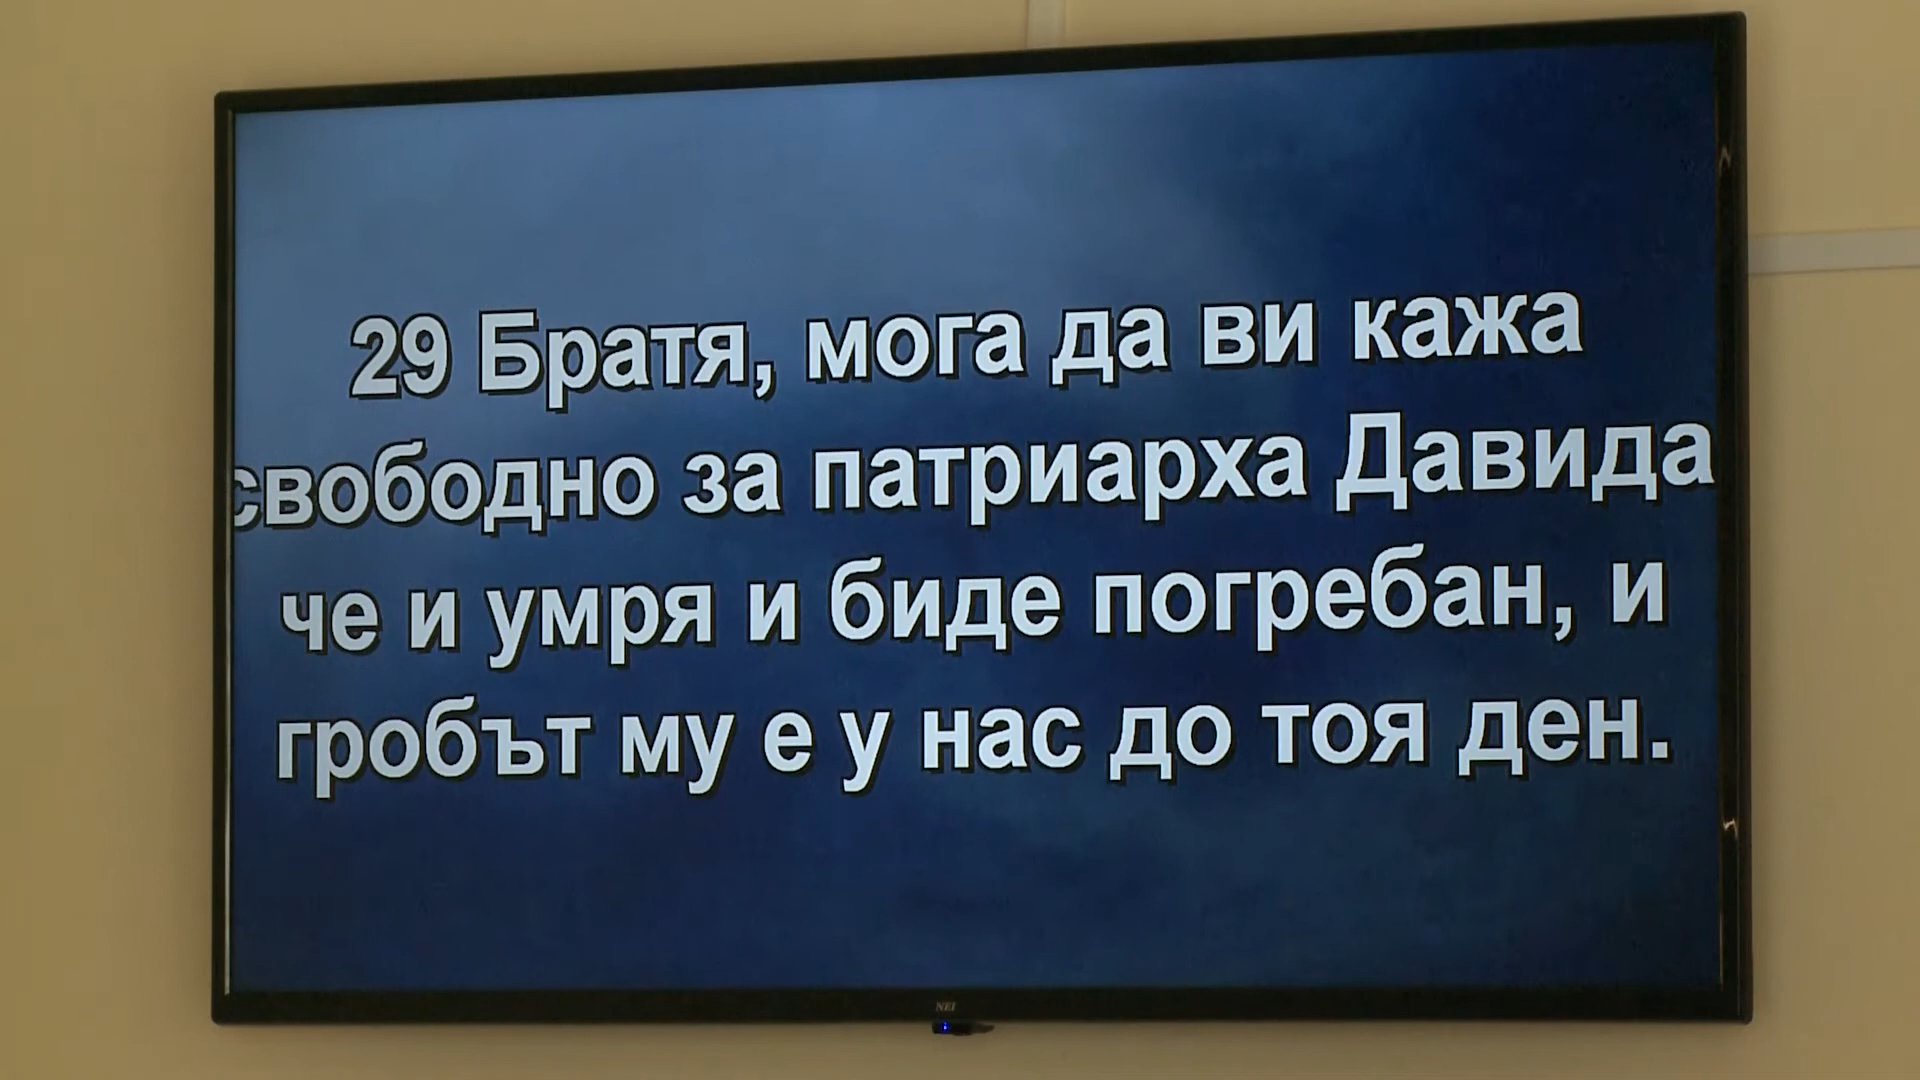 29 Братя, мога да ви кажа
свободно за патриарха Давида
че и умря и биде погребан, и
гробът му е у нас до тоя ден.
NEI